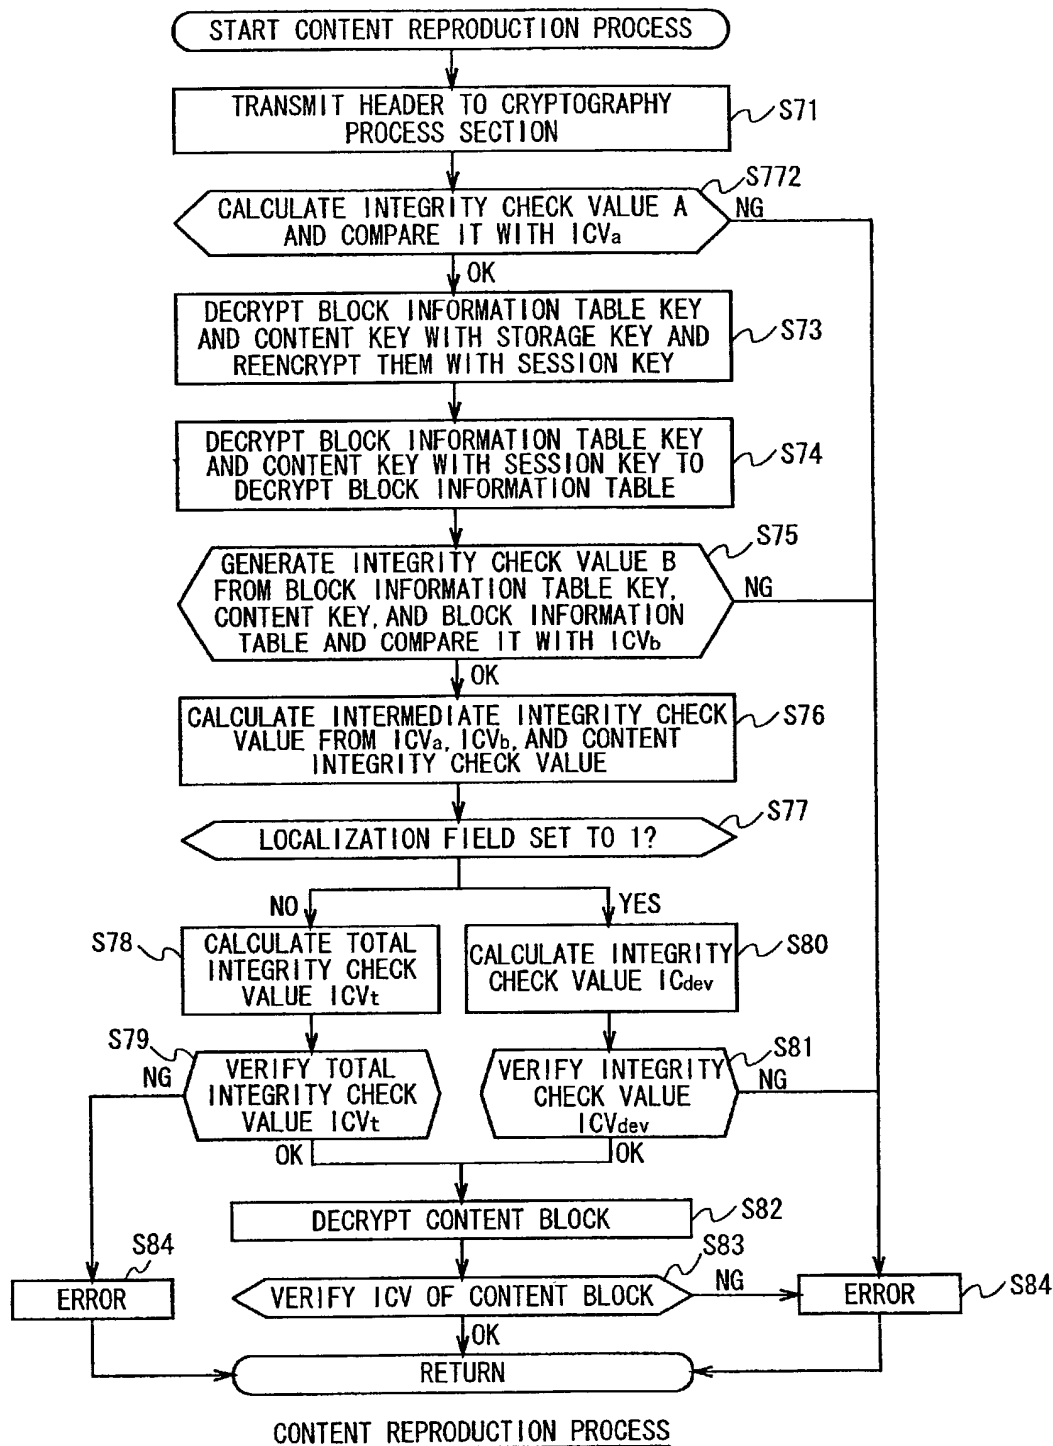 START CONTENT REPRODUCTION PROCESS
TRANSMIT HEADER TO CRYPTOGRAPHY
PROCESS SECTION
S71
S772
CALCULATE INTEGRITY CHECK VALUE A
AND COMPARE IT WITH ICVa
NG
OK
DECRYPT BLOCK INFORMATION TABLE KEY
AND CONTENT KEY WITH STORAGE KEY AND
REENCRYPT THEM WITH SESSION KEY
S73
DECRYPT BLOCK INFORMATION TABLE KEY
AND CONTENT KEY WITH SESSION KEY TO
DECRYPT BLOCK INFORMATION TABLE
S74
S75
GENERATE INTEGRITY CHECK VALUE B
FROM BLOCK INFORMATION TABLE KEY,
CONTENT KEY, AND BLOCK INFORMATION
TABLE AND COMPARE IT WITH ICVb
NG
OK
CALCULATE INTERMEDIATE INTEGRITY CHECK
VALUE FROM ICVa, ICVb, AND CONTENT
INTEGRITY CHECK VALUE
S76
S77
LOCALIZATION FIELD SET TO 1?
NO
YES
S78
CALCULATE TOTAL
INTEGRITY CHECK
VALUE ICVt
CALCULATE INTEGRITY
CHECK VALUE ICdev
S80
S79
NG
VERIFY TOTAL
INTEGRITY CHECK
VALUE ICVt
OK
VERIFY INTEGRITY
CHECK VALUE
ICVdev
S81
NG
OK
DECRYPT CONTENT BLOCK
S82
S83
VERIFY ICV OF CONTENT BLOCK
NG
OK
S84
ERROR
ERROR
S84
RETURN
CONTENT REPRODUCTION PROCESS